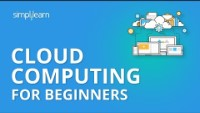 simplilearn
CLOUD
COMPUTING
FOR BEGINNERS